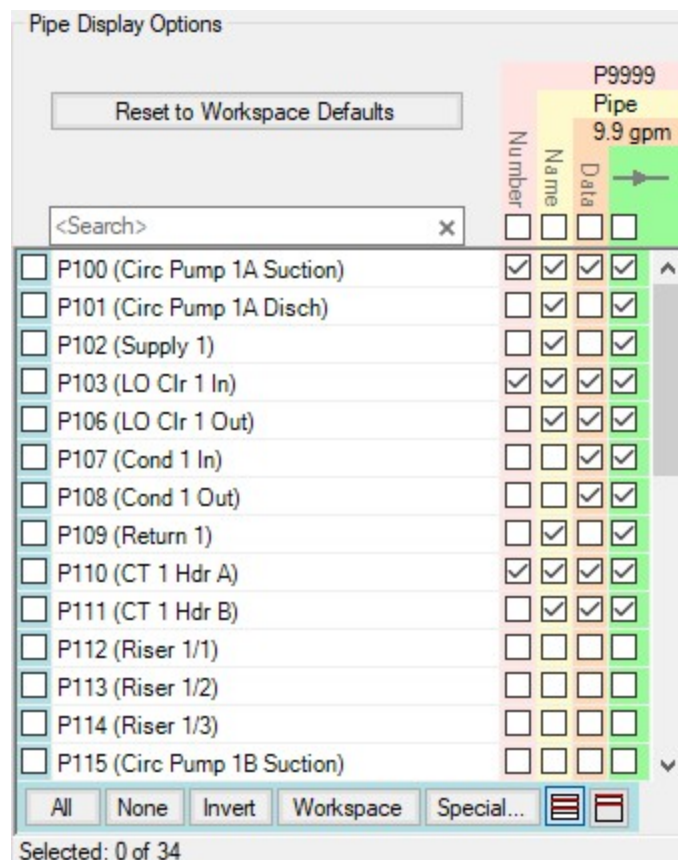 Pipe Display Options
P9999
Reset to Workspace Defaults
Pipe
9.9 gpm
Number
Name
Data
<Search>
P100 (Circ Pump 1A Suction)
P101 (Circ Pump 1A Disch)
P102 (Supply 1)
P103 (LO Clr 1 In)
P106 (LO Clr 1 Out)
P107 (Cond 1 In)
P108 (Cond 1 Out)
P109 (Return 1)
P110 (CT 1 Hdr A)
P111 (CT 1 Hdr B)
P112 (Riser 1/1)
P113 (Riser 1/2)
P114 (Riser 1/3)
P115 (Circ Pump 1B Suction)
All None Invert Workspace Special...
Selected: 0 of 34